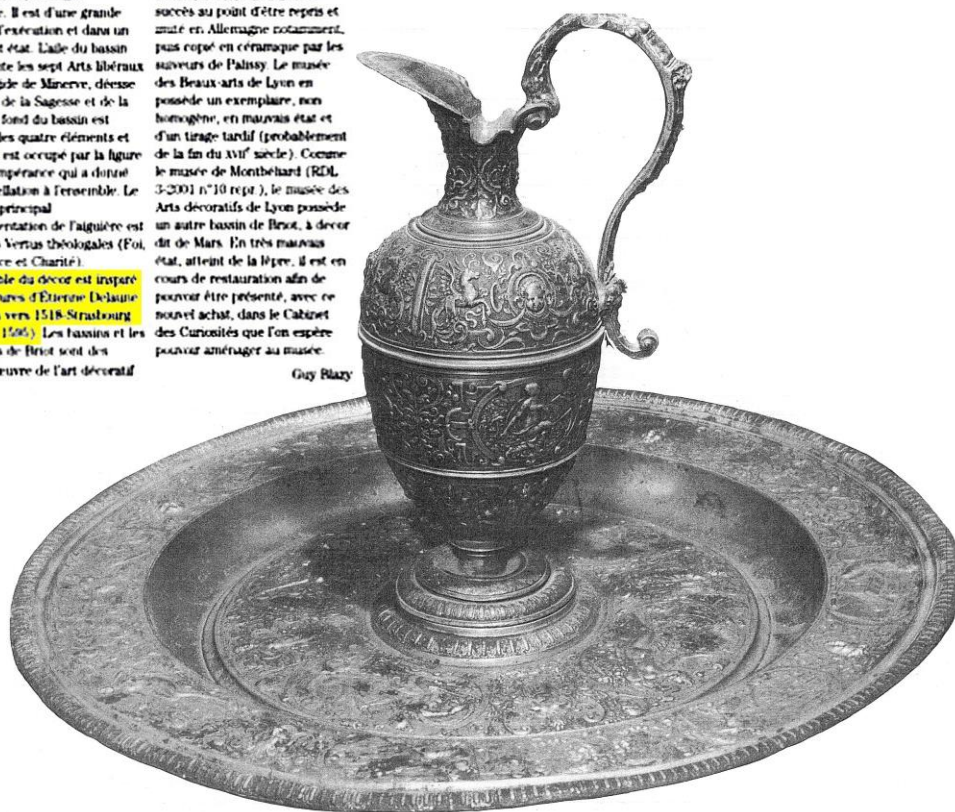 e. Il est d'une grande
l'exécution et dans un
t état. L'aile du bassin
te les sept Arts libéraux
ide de Minerve, déesse
de la Sagesse et de la
fond du bassin est
les quatre éléments et
est occupé par la figure
empérance qui a donné
ellation à l'ensemble. Le
principal
entation de l'aiguière est
s Vertus théologales (Foi,
ce et Charité).
ble du décor est inspiré
ures d'Étienne Delaune
vers 1518-Strasbourg
1595). Les bassins et les
de Briot sont des
euvre de l'art décoratif
succès au point d'être repris et
imité en Allemagne notamment,
puis copié en céramique par les
suiveurs de Palissy. Le musée
des Beaux-arts de Lyon en
possède un exemplaire, non
homogène, en mauvais état et
d'un tirage tardif (probablement
de la fin du XVIIe siècle). Comme
le musée de Montbéliard (RDL
3-2001 n°10 repr.), le musée des
Arts décoratifs de Lyon possède
un autre bassin de Briot, à décor
dit de Mars. En très mauvais
état, atteint de la lèpre, il est en
cours de restauration afin de
pouvoir être présenté, avec ce
nouvel achat, dans le Cabinet
des Curiosités que l'on espère
pouvoir aménager au musée.
Guy Blazy